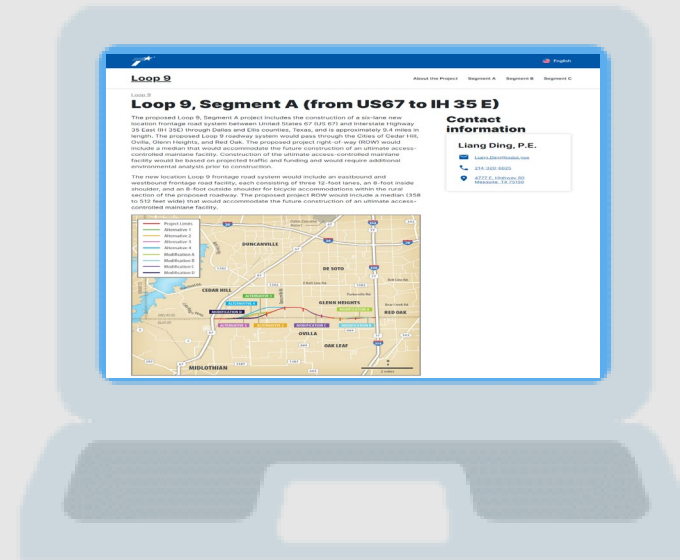 English
Loop 9
About the Project Segment A Segment B Segment C
Loop 9
Loop 9, Segment A (from US67 to IH 35 E)
The proposed Loop 9, Segment A project includes the construction of a six-lane new
location frontage road system between United States 67 (US 67) and Interstate Highway
35 East (IH 35E) through Dallas and Ellis counties, Texas, and is approximately 9.4 miles in
length. The proposed Loop 9 roadway system would pass through the Cities of Cedar Hill,
Ovilla, Glenn Heights, and Red Oak. The proposed project right-of-way (ROW) would
include a median that would accommodate the future construction of an ultimate access-
controlled mainlane facility. Construction of the ultimate access-controlled mainlane
facility would be based on projected traffic and funding and would require additional
environmental analysis prior to construction.
The new location Loop 9 frontage road system would include an eastbound and
westbound frontage road facility, each consisting of three 12-foot lanes, an 8-foot inside
shoulder, and an 8-foot outside shoulder for bicycle accommodations within the rural
section of the proposed roadway. The proposed project ROW would include a median (358
to 512 feet wide) that would accommodate the future construction of an ultimate access-
controlled mainlane facility.
Contact
information
Liang Ding, P.E.
4777 E. Highway 80
Mesquite, TX 75150
Project Limits
Alternative 1
Alternative 2
Alternative 3
Alternative 4
Modification A
Modification B
Modification C
Modification D
DUNCANVILLE
DE SOTO
CEDAR HILL
GLENN HEIGHTS
RED OAK
OVILLA
OAK LEAF
MIDLOTHIAN
2 miles